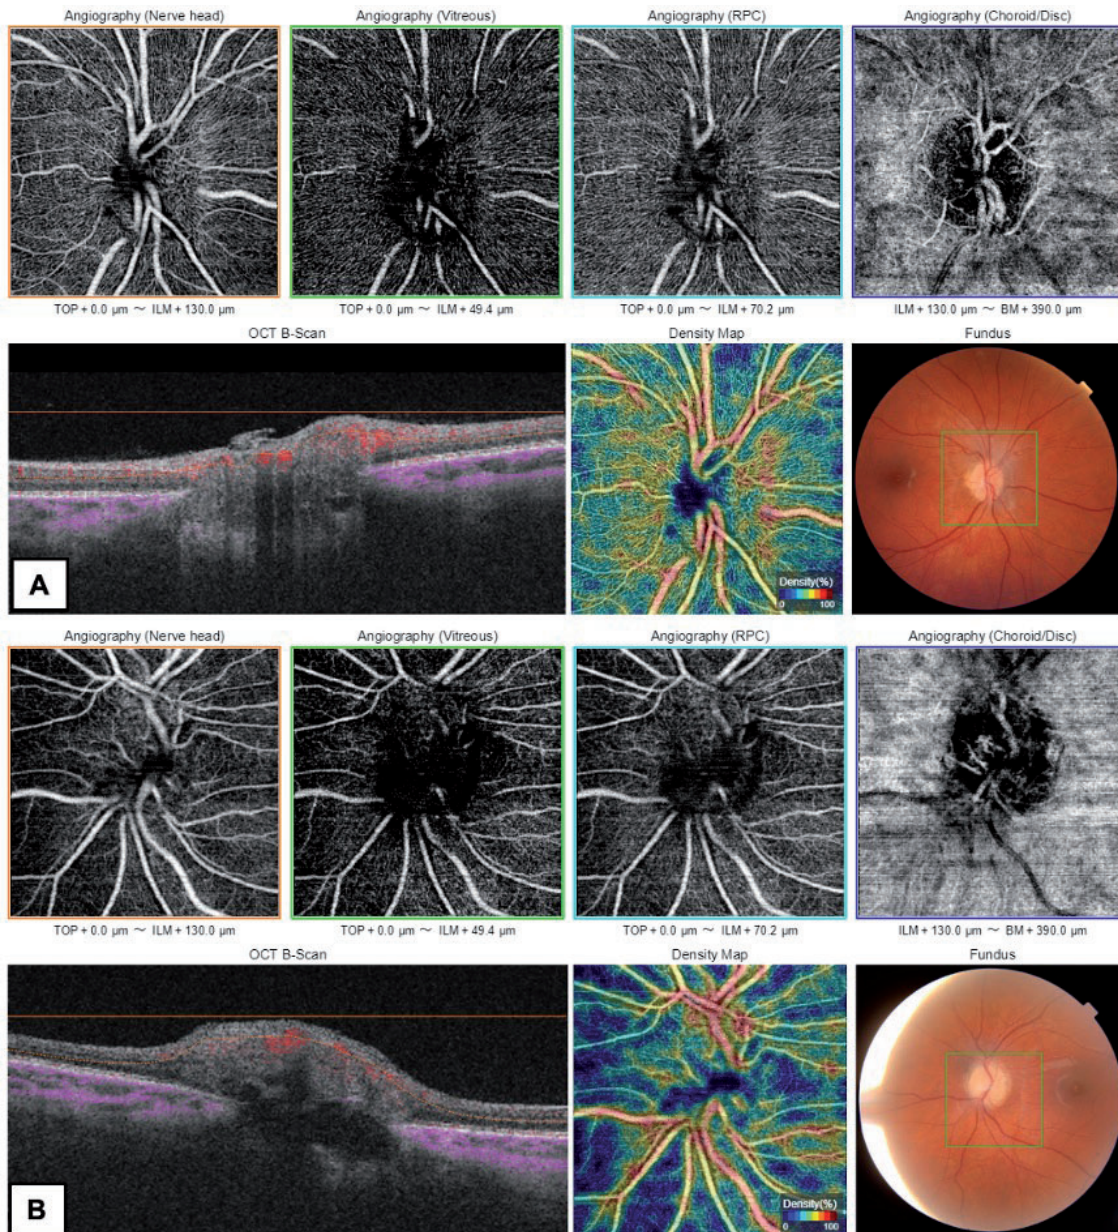 Angiography (Nerve head) Angiography (Vitreous) Angiography (RPC) Angiography (Choroid/Disc)
TOP + 0.0 μm ～ ILM + 130.0 μm TOP + 0.0 μm ～ ILM + 49.4 μm TOP + 0.0 μm ～ ILM + 70.2 μm ILM + 130.0 μm ～ BM + 390.0 μm
OCT B-Scan Density Map Fundus
Density(%)
0 100
A
Angiography (Nerve head) Angiography (Vitreous) Angiography (RPC) Angiography (Choroid/Disc)
TOP + 0.0 μm ～ ILM + 130.0 μm TOP + 0.0 μm ～ ILM + 49.4 μm TOP + 0.0 μm ～ ILM + 70.2 μm ILM + 130.0 μm ～ BM + 390.0 μm
OCT B-Scan Density Map Fundus
Density(%)
0 100
B